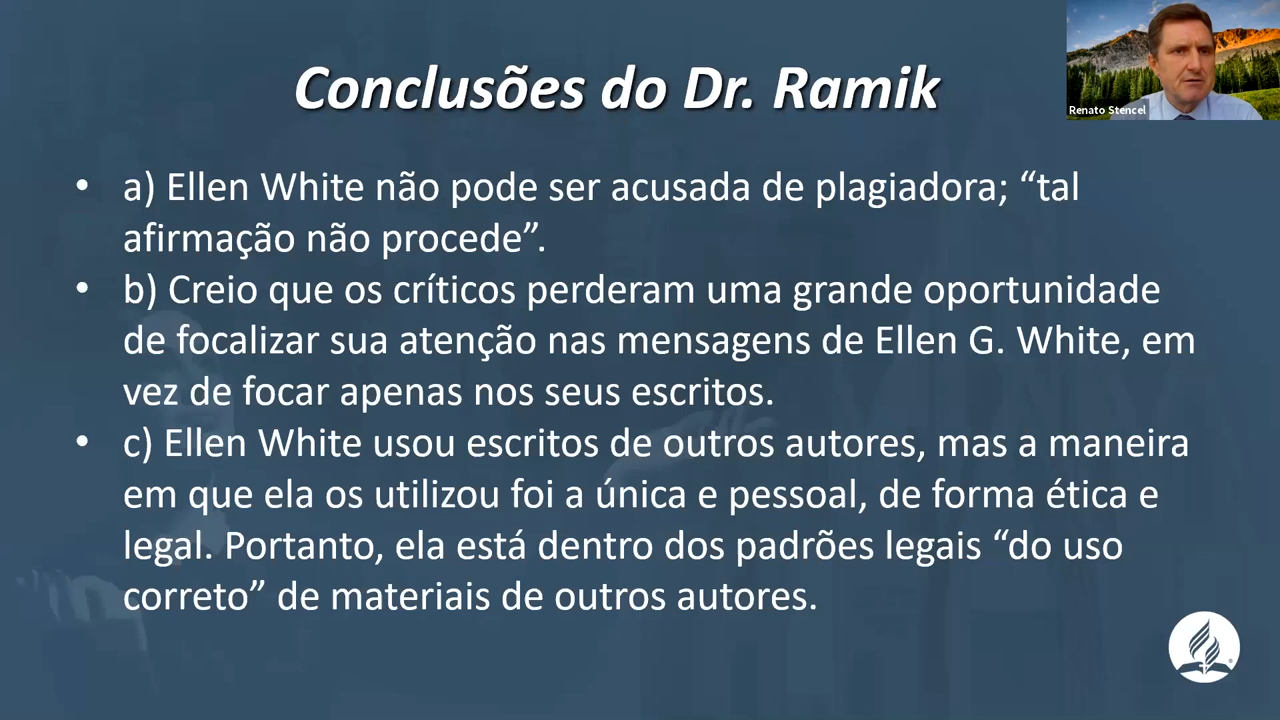 Conclusões do Dr. Ramik
Renato Stencel
• a) Ellen White não pode ser acusada de plagiadora; “tal
afirmação não procede”.
• b) Creio que os críticos perderam uma grande oportunidade
de focalizar sua atenção nas mensagens de Ellen G. White, em
vez de focar apenas nos seus escritos.
• c) Ellen White usou escritos de outros autores, mas a maneira
em que ela os utilizou foi a única e pessoal, de forma ética e
legal. Portanto, ela está dentro dos padrões legais “do uso
correto” de materiais de outros autores.